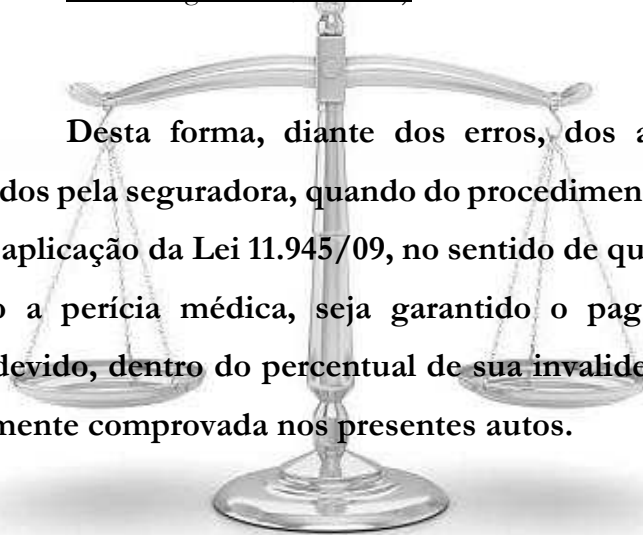 Desta forma, diante dos erros, dos a
dos pela seguradora, quando do procedimen
aplicação da Lei 11.945/09, no sentido de qu
o a perícia médica, seja garantido o pag
devido, dentro do percentual de sua invalide
mente comprovada nos presentes autos.